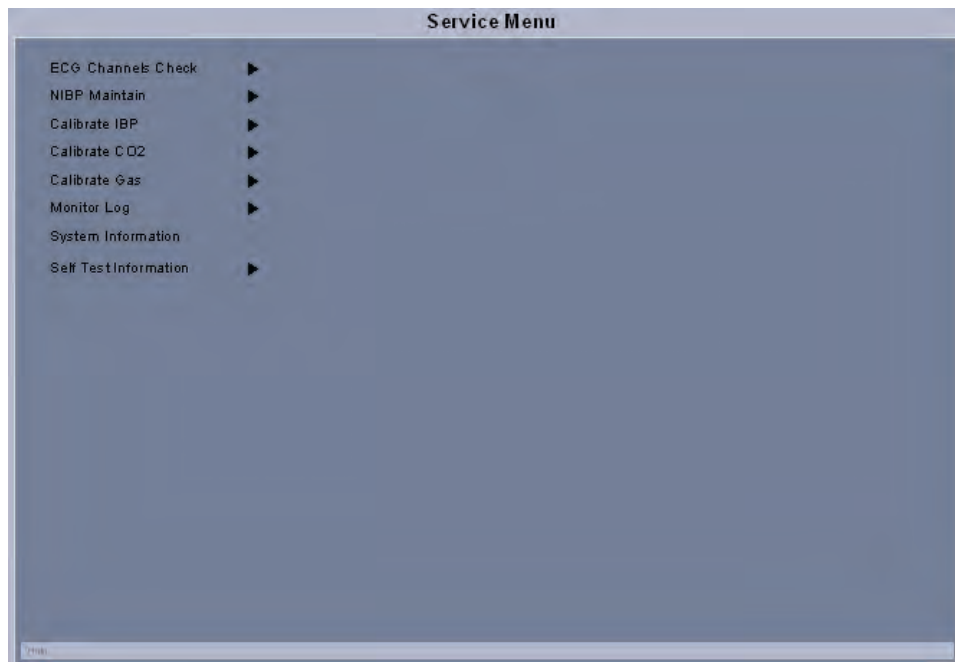 Service Menu
ECG Channels Check
NIBP Maintain
Calibrate IBP
Calibrate CO2
Calibrate Gas
Monitor Log
System Information
Self Test Information